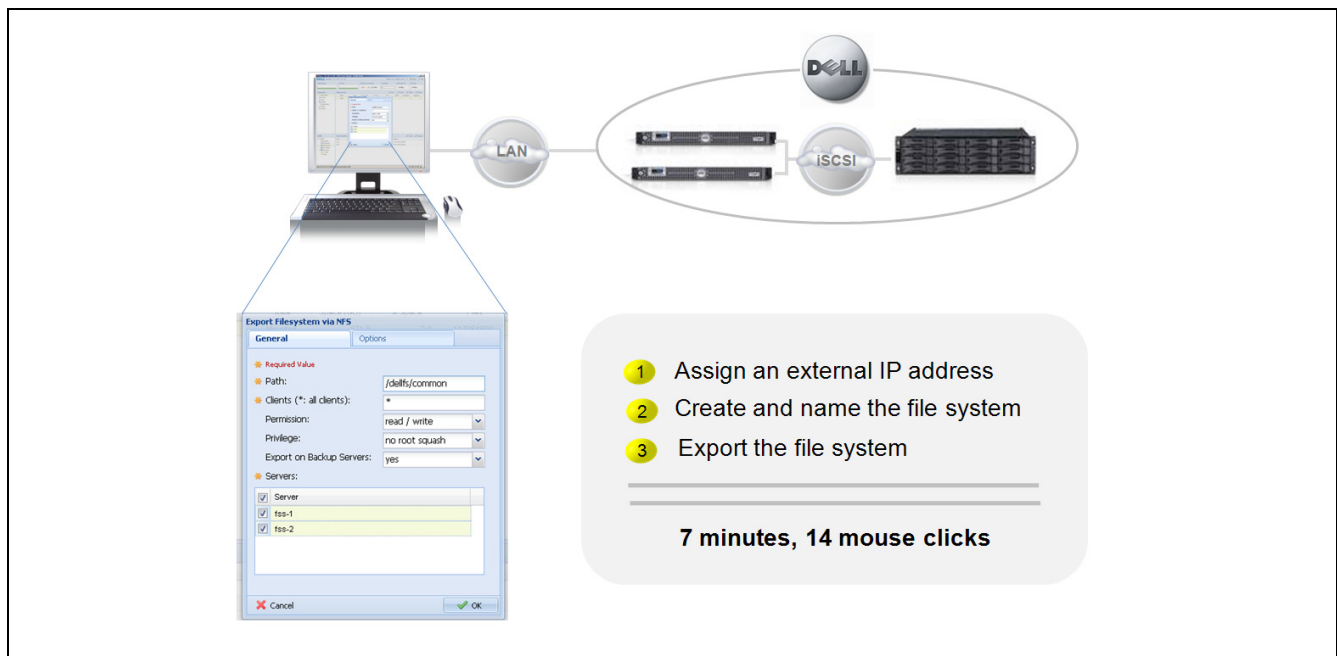 DELL
LAN
iSCSI
Export Filesystem via NFS
General Options
Required Value
Path: /dellfs/common
Clients (*: all clients): *
Permission: read / write
Privilege: no root squash
Export on Backup Servers: yes
Servers:
Server
fss-1
fss-2
Cancel OK
1 Assign an external IP address
2 Create and name the file system
3 Export the file system
7 minutes, 14 mouse clicks